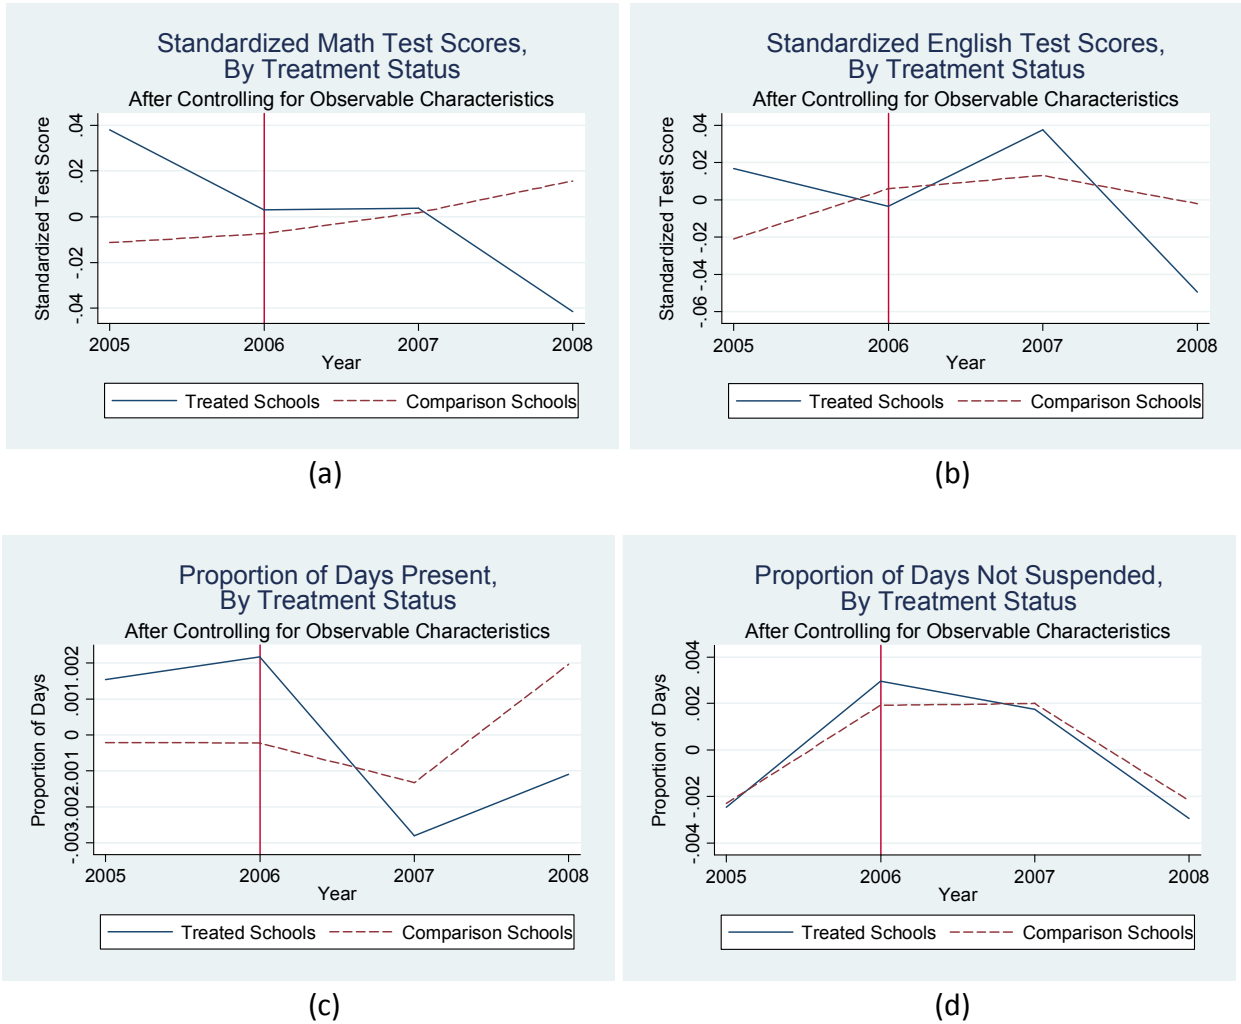 Standardized Math Test Scores,
By Treatment Status
After Controlling for Observable Characteristics
Standardized Test Score
.04
.02
0
-.02
-.04
2005 2006 2007 2008
Year
Treated Schools Comparison Schools
(a)
Standardized English Test Scores,
By Treatment Status
After Controlling for Observable Characteristics
Standardized Test Score
.04
.02
0
-.02
-.04
-.06
2005 2006 2007 2008
Year
Treated Schools Comparison Schools
(b)
Proportion of Days Present,
By Treatment Status
After Controlling for Observable Characteristics
Proportion of Days
-.003.002.001 0 .001.002
2005 2006 2007 2008
Year
Treated Schools Comparison Schools
(c)
Proportion of Days Not Suspended,
By Treatment Status
After Controlling for Observable Characteristics
Proportion of Days
.004
.002
0
-.002
-.004
2005 2006 2007 2008
Year
Treated Schools Comparison Schools
(d)